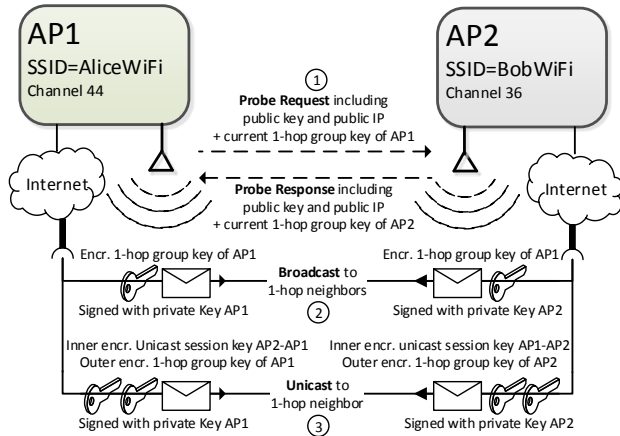 AP1
SSID=AliceWiFi
Channel 44
AP2
SSID=BobWiFi
Channel 36
1
Probe Request including
public key and public IP
+ current 1-hop group key of AP1
Probe Response including
public key and public IP
+ current 1-hop group key of AP2
Internet
Internet
Encr. 1-hop group key of AP1
Encr. 1-hop group key of AP1
Broadcast to
1-hop neighbors
2
Signed with private Key AP1
Signed with private Key AP2
Inner encr. Unicast session key AP2-AP1
Outer encr. 1-hop group key of AP1
Inner encr. unicast session key AP1-AP2
Outer encr. 1-hop group key of AP2
Unicast to
1-hop neighbor
3
Signed with private Key AP1
Signed with private Key AP2